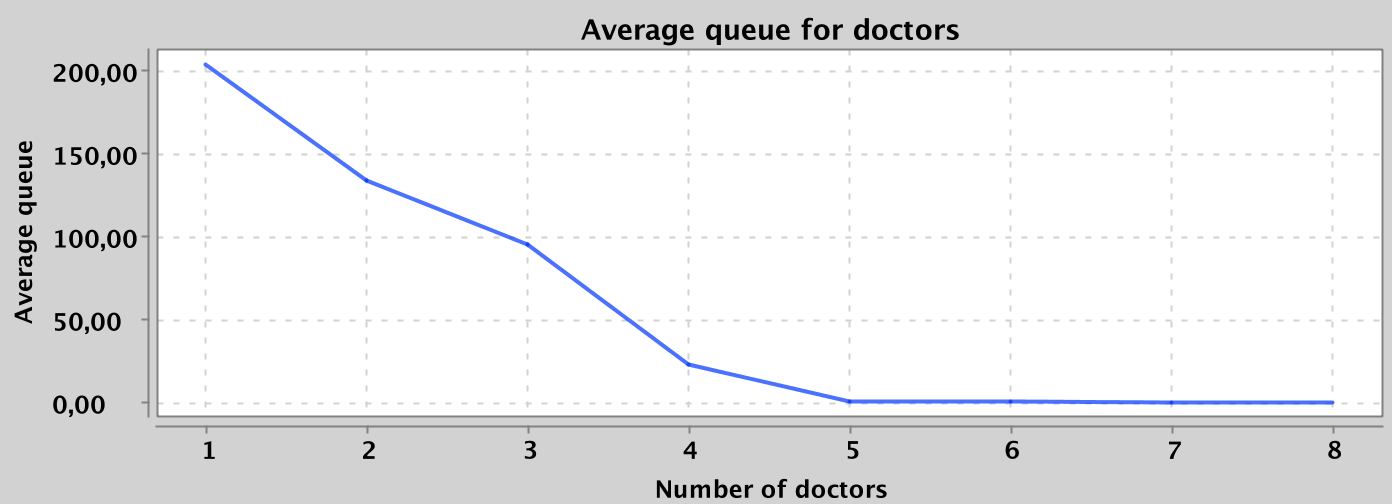 Average queue for doctors
Average queue
200,00
150,00
100,00
50,00
0,00
1 2 3 4 5 6 7 8
Number of doctors